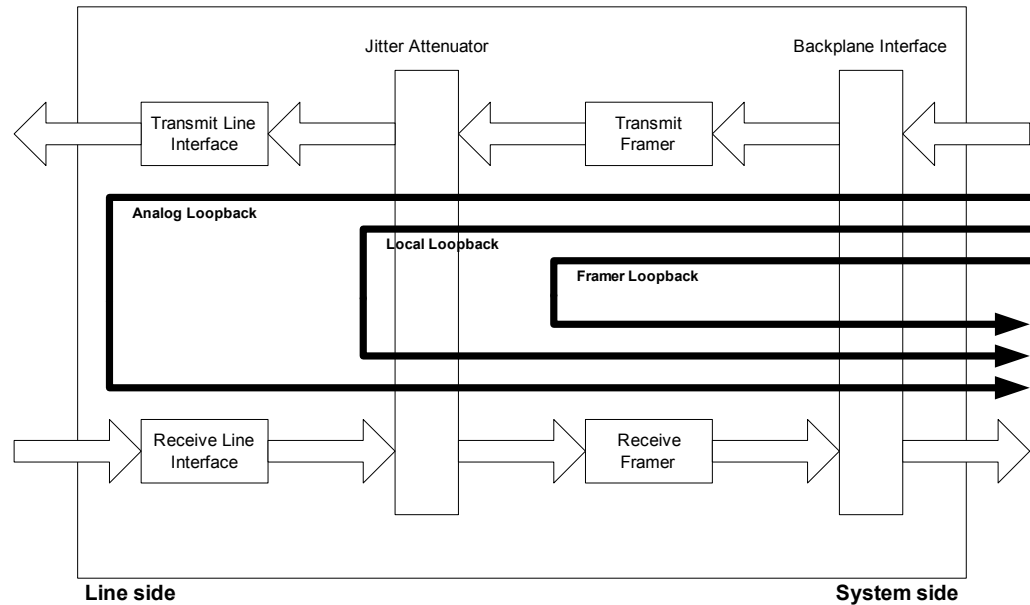 Jitter Attenuator
Backplane Interface
Transmit Line
Interface
Transmit
Framer
Analog Loopback
Local Loopback
Framer Loopback
Receive Line
Interface
Receive
Framer
Line side
System side